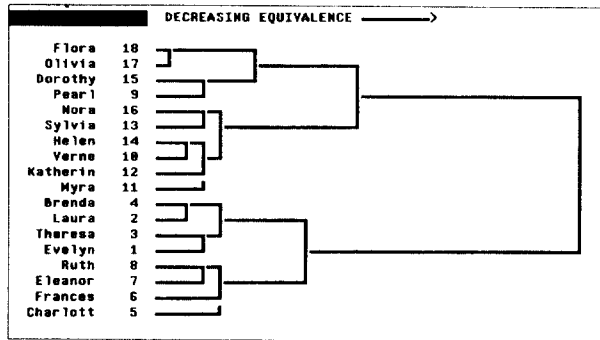 DECREASING EQUIVALENCE
Flora 18
Olivia 17
Dorothy 15
Pearl 9
Nora 16
Sylvia 13
Helen 14
Verne 10
Katherin 12
Myra 11
Brenda 4
Laura 2
Theresa 3
Evelyn 1
Ruth 8
Eleanor 7
Frances 6
Charlott 5